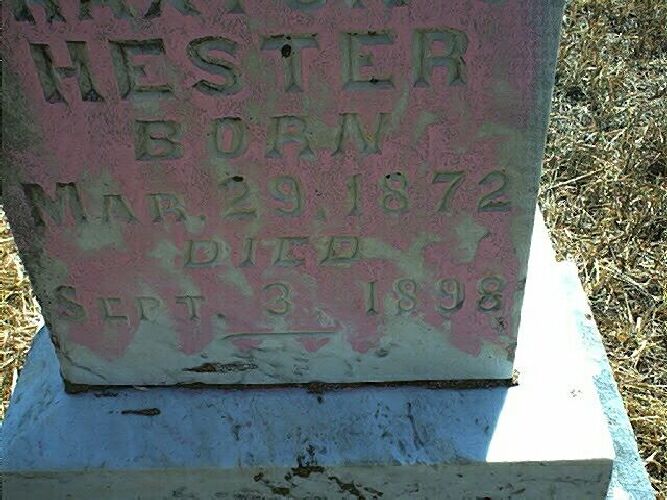 HESTER
BORN
MAR. 29, 1872
DIED
SEPT. 3, 1898